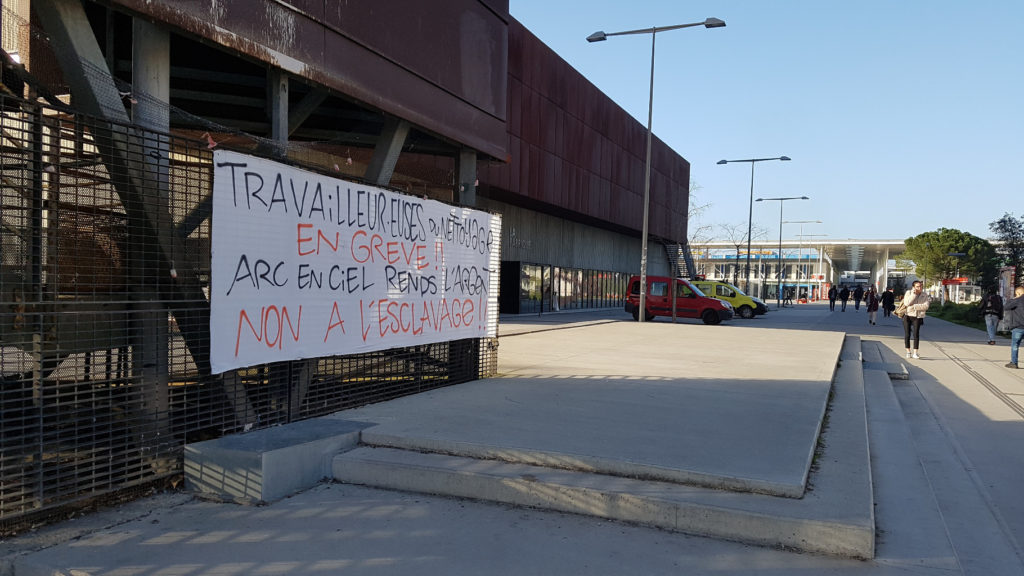 TRAVAILLEUR·EUSES DU NETTOYAGE
EN GREVE !!
ARC EN CIEL RENDS L'ARGENT
NON A L'ESCLAVAGE !!